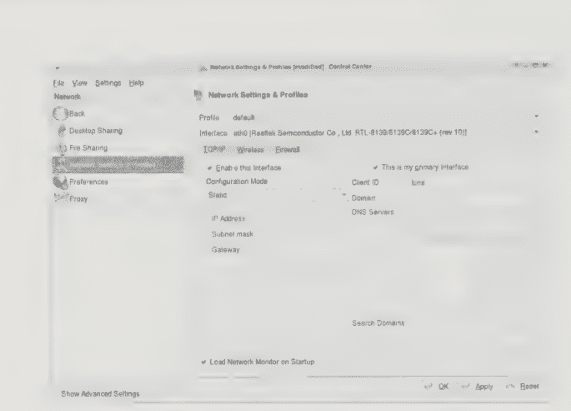 Network Settings & Profiles [modified] Control Center
File View Settings Help
Network
Network Settings & Profiles
Back
Profile default
Desktop Sharing
Interface eth0 [Realtek Semiconductor Co., Ltd. RTL-8139/8139C/8139C+ (rev 10)]
File Sharing
TCP/IP Wireless Firewall
Enable this Interface
This is my primary interface
Preferences
Configuration Mode
Client ID
Proxy
Static
Domain
DNS Servers
IP Address
Subnet mask
Gateway
Search Domains
Load Network Monitor on Startup
OK Apply Reset
Show Advanced Settings